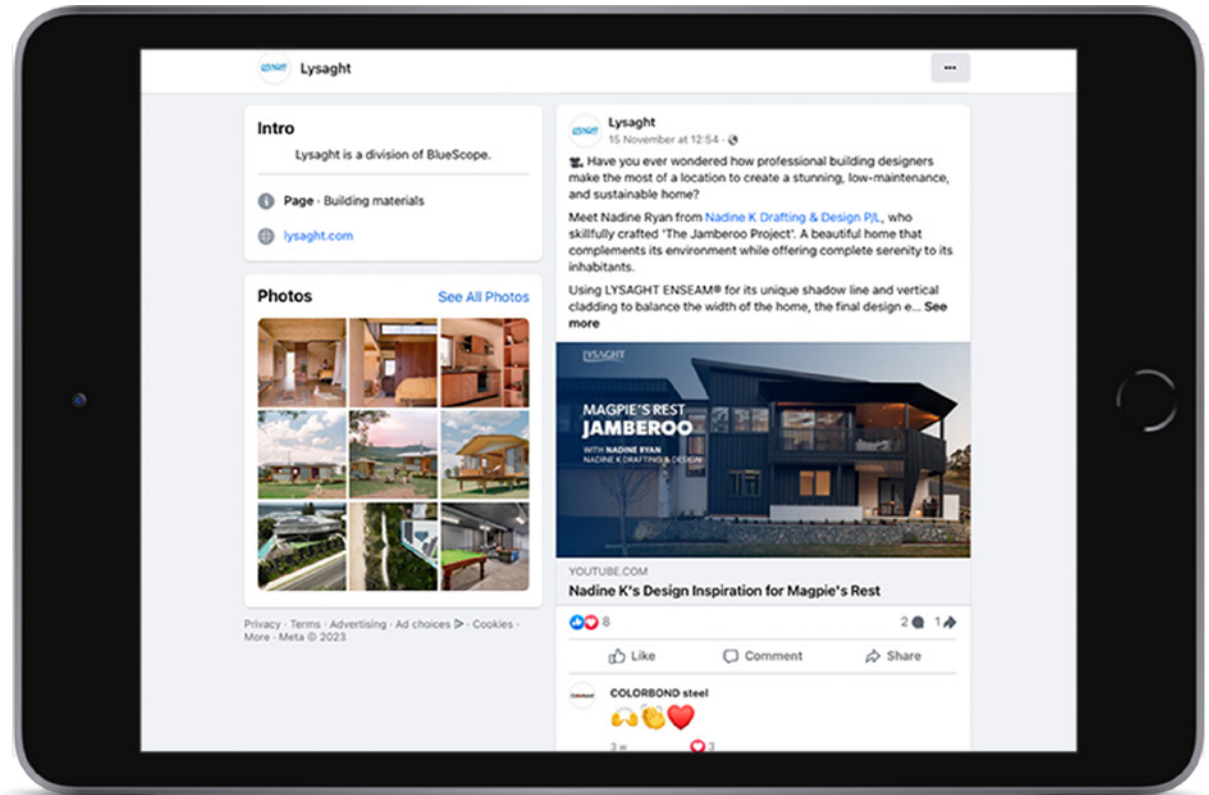 LYSAGHT
Lysaght
Intro
Lysaght is a division of BlueScope.
Page · Building materials
lysaght.com
Photos
See All Photos
Privacy · Terms · Advertising · Ad choices · Cookies ·
More · Meta © 2023
Lysaght
15 November at 12:54 ·
Have you ever wondered how professional building designers
make the most of a location to create a stunning, low-maintenance,
and sustainable home?
Meet Nadine Ryan from Nadine K Drafting & Design P/L, who
skillfully crafted 'The Jamberoo Project'. A beautiful home that
complements its environment while offering complete serenity to its
inhabitants.
Using LYSAGHT ENSEAM® for its unique shadow line and vertical
cladding to balance the width of the home, the final design e... See
more
LYSAGHT
MAGPIE'S REST
JAMBEROO
WITH NADINE RYAN
NADINE K DRAFTING & DESIGN
YOUTUBE.COM
Nadine K's Design Inspiration for Magpie's Rest
8
2
1
Like
Comment
Share
COLORBOND steel
3 w
3